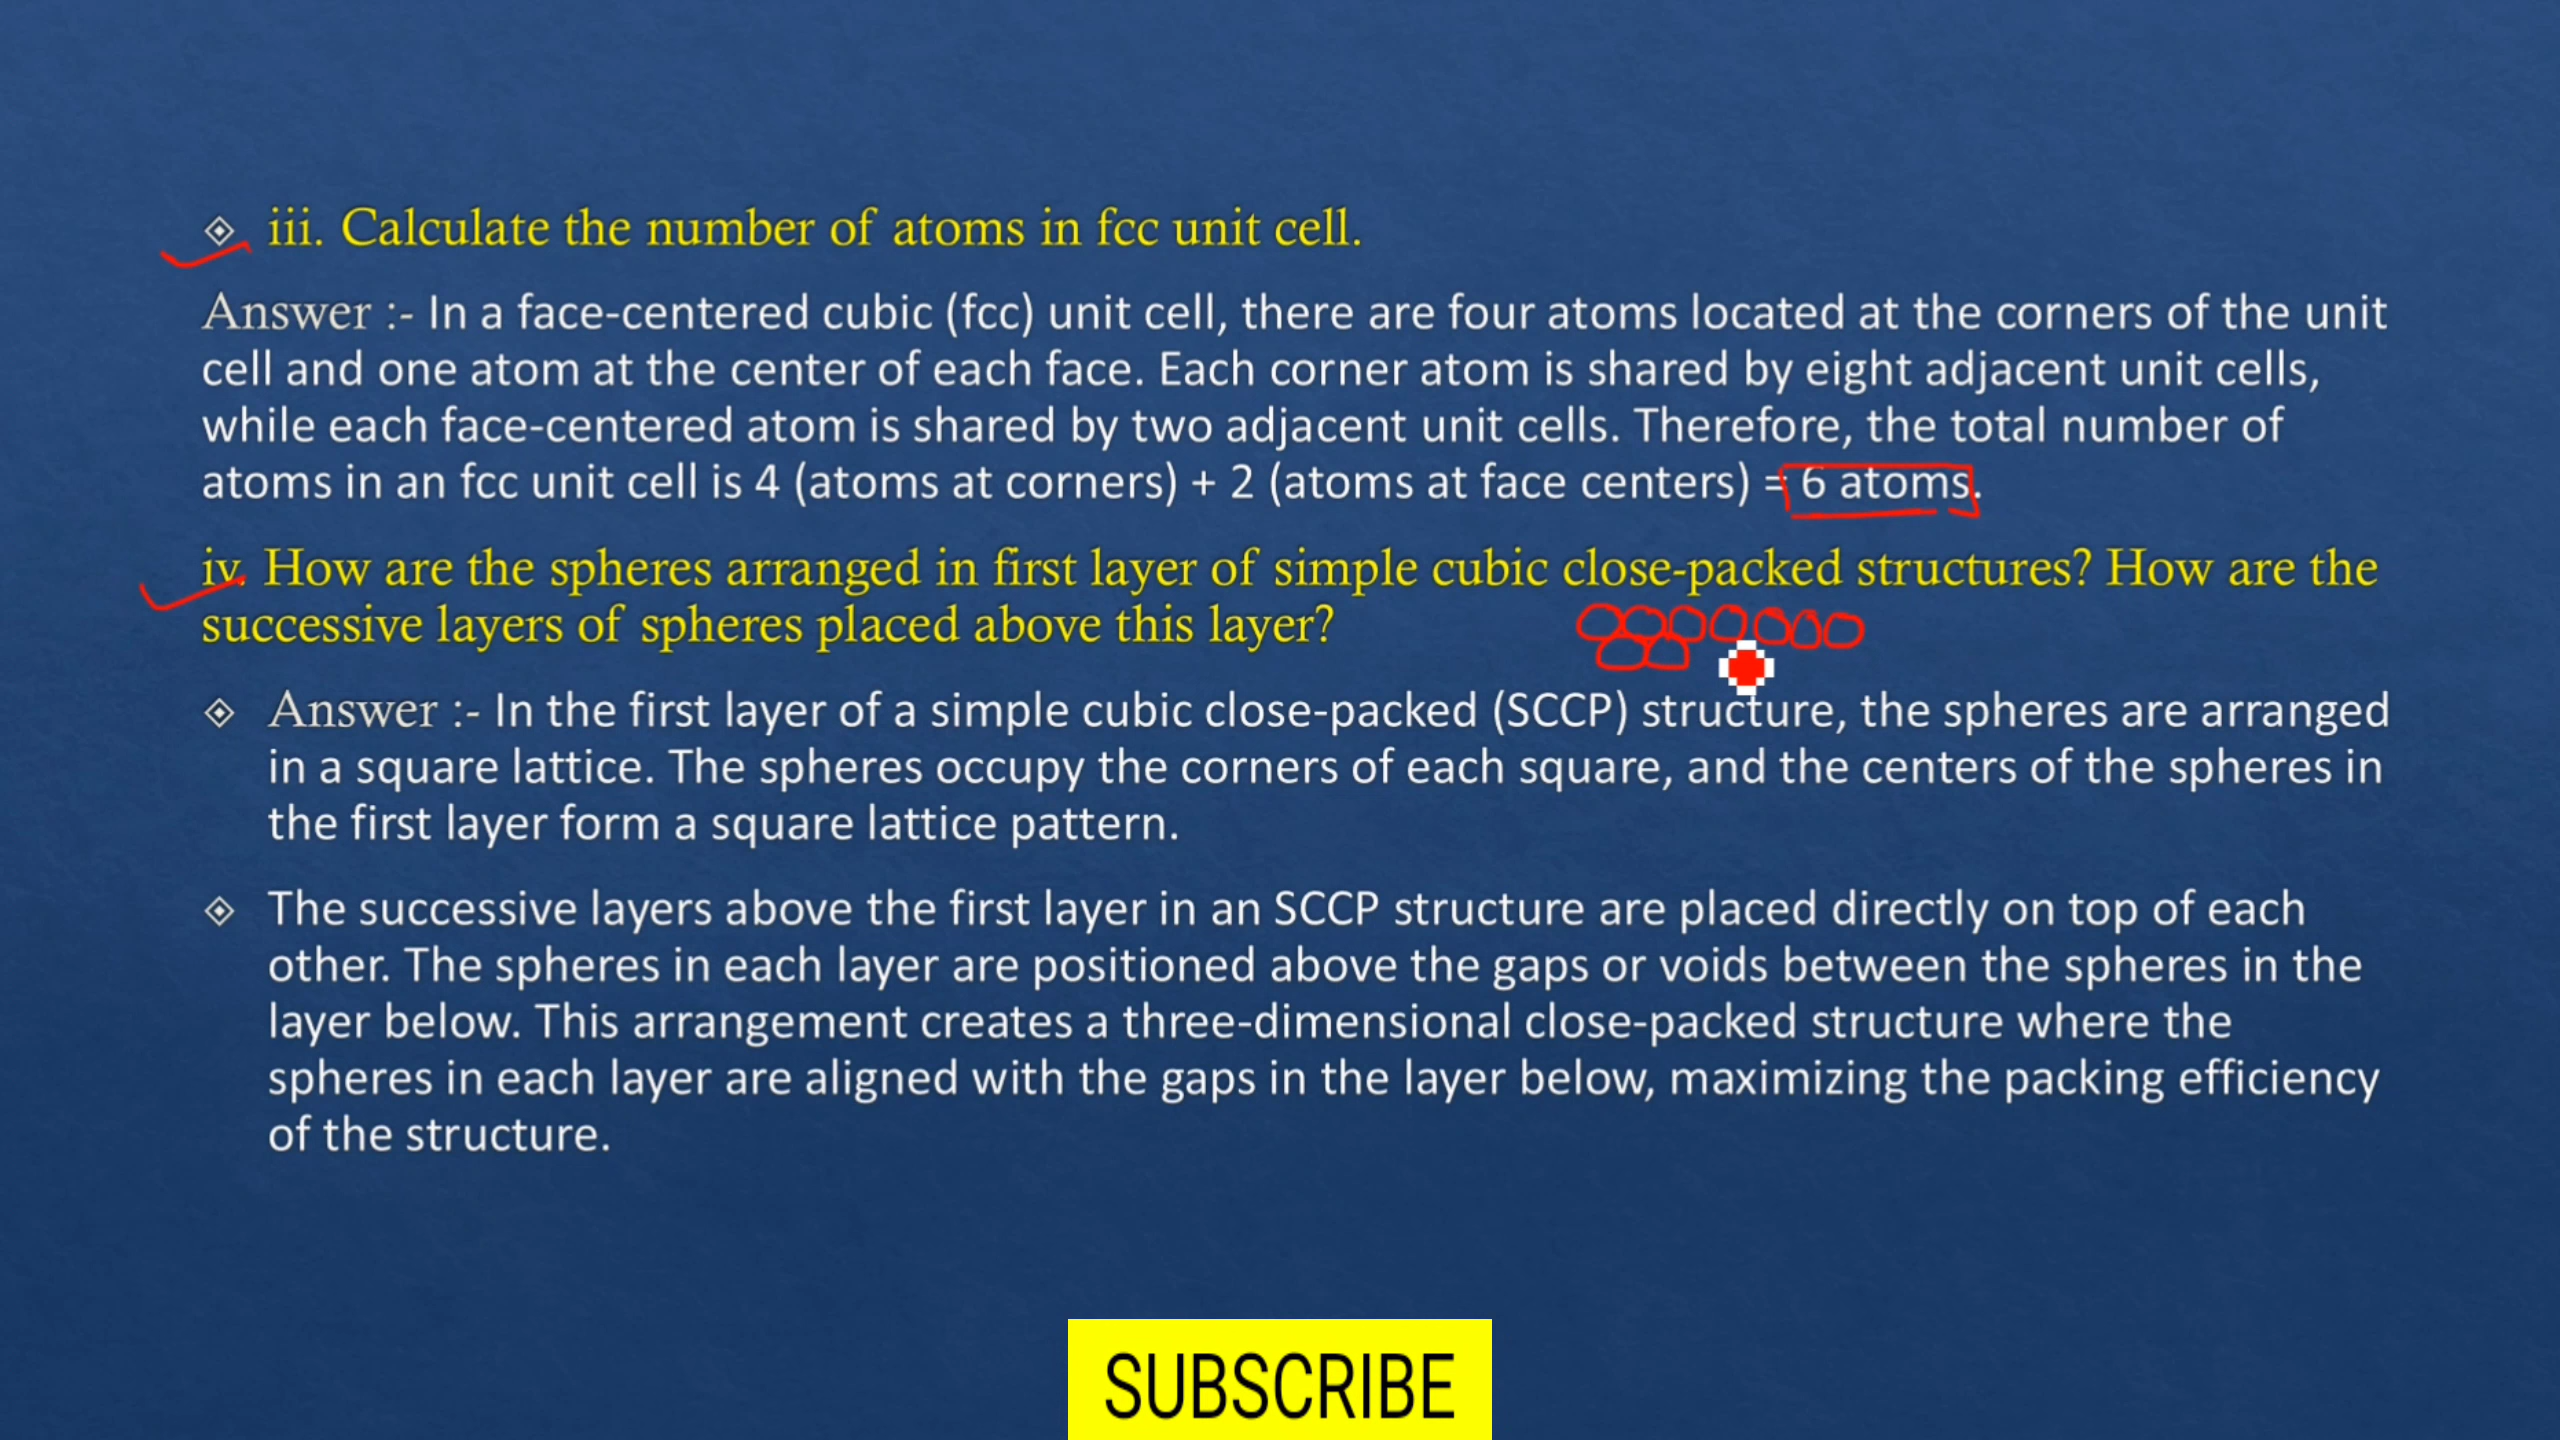 iii. Calculate the number of atoms in fcc unit cell.
Answer :- In a face-centered cubic (fcc) unit cell, there are four atoms located at the corners of the unit
cell and one atom at the center of each face. Each corner atom is shared by eight adjacent unit cells,
while each face-centered atom is shared by two adjacent unit cells. Therefore, the total number of
atoms in an fcc unit cell is 4 (atoms at corners) + 2 (atoms at face centers) = 6 atoms.
iv. How are the spheres arranged in first layer of simple cubic close-packed structures? How are the
successive layers of spheres placed above this layer?
Answer :- In the first layer of a simple cubic close-packed (SCCP) structure, the spheres are arranged
in a square lattice. The spheres occupy the corners of each square, and the centers of the spheres in
the first layer form a square lattice pattern.
The successive layers above the first layer in an SCCP structure are placed directly on top of each
other. The spheres in each layer are positioned above the gaps or voids between the spheres in the
layer below. This arrangement creates a three-dimensional close-packed structure where the
spheres in each layer are aligned with the gaps in the layer below, maximizing the packing efficiency
of the structure.
SUBSCRIBE